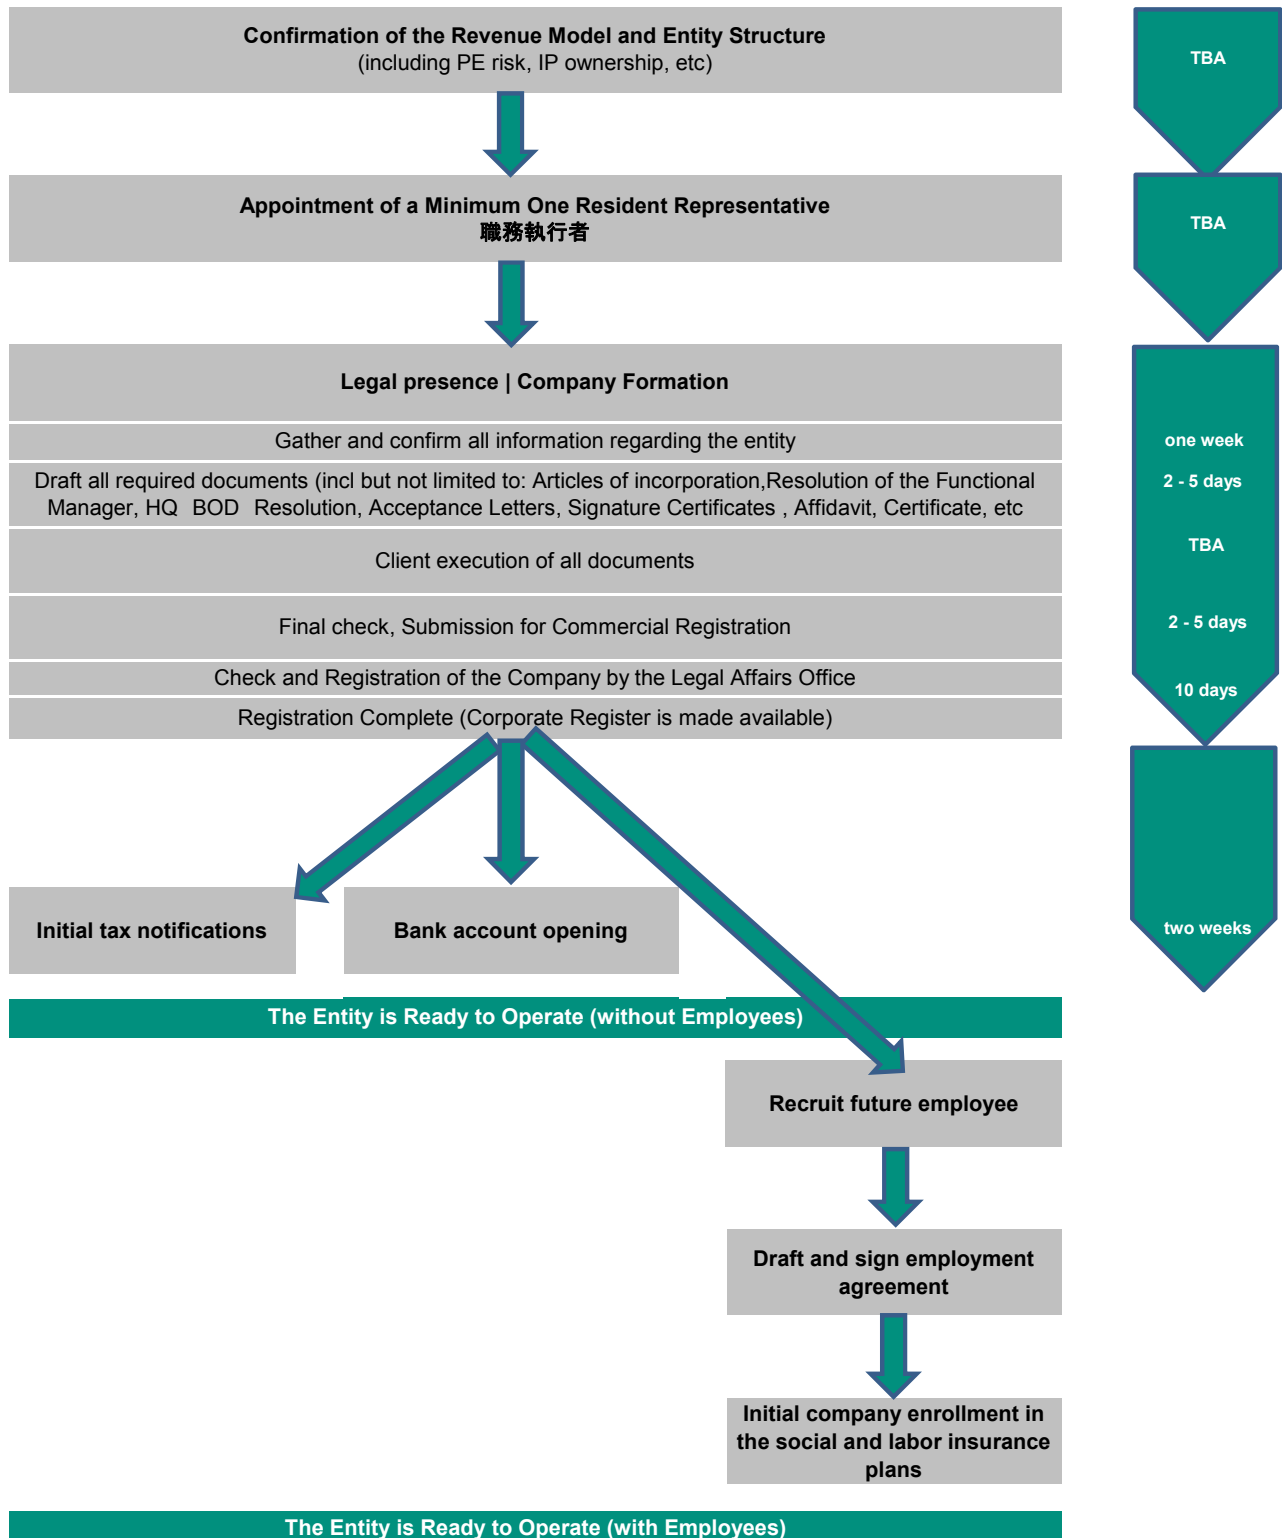 Confirmation of the Revenue Model and Entity Structure
(including PE risk, IP ownership, etc)
TBA
Appointment of a Minimum One Resident Representative
職務執行者
TBA
Legal presence | Company Formation
Gather and confirm all information regarding the entity
one week
Draft all required documents (incl but not limited to: Articles of incorporation,Resolution of the Functional
Manager, HQ BOD Resolution, Acceptance Letters, Signature Certificates , Affidavit, Certificate, etc
2 - 5 days
Client execution of all documents
TBA
Final check, Submission for Commercial Registration
2 - 5 days
Check and Registration of the Company by the Legal Affairs Office
10 days
Registration Complete (Corporate Register is made available)
Initial tax notifications
Bank account opening
two weeks
The Entity is Ready to Operate (without Employees)
Recruit future employee
Draft and sign employment
agreement
Initial company enrollment in
the social and labor insurance
plans
The Entity is Ready to Operate (with Employees)